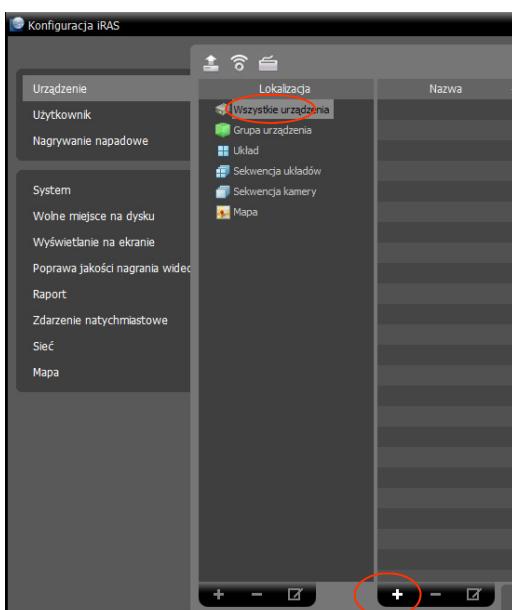 Konfiguracja iRAS
Urządzenie
Użytkownik
Nagrywanie napadowe
System
Wolne miejsce na dysku
Wyświetlanie na ekranie
Poprawa jakości nagrania wideo
Raport
Zdarzenie natychmiastowe
Sieć
Mapa
Lokalizacja
Wszystkie urządzenia
Grupa urządzenia
Układ
Sekwencja układów
Sekwencja kamery
Mapa
Nazwa